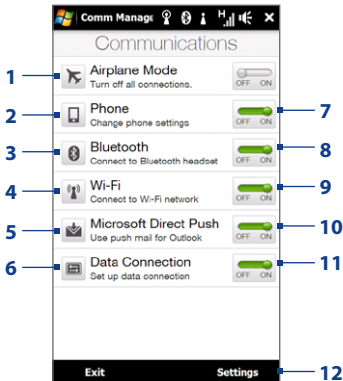 Comm Manage H
Communications
1 Airplane Mode
Turn off all connections.
OFF ON
2 Phone 7
Change phone settings
OFF ON
3 Bluetooth 8
Connect to Bluetooth headset
OFF ON
4 Wi-Fi 9
Connect to Wi-Fi network
OFF ON
5 Microsoft Direct Push 10
Use push mail for Outlook
OFF ON
6 Data Connection 11
Set up data connection
OFF ON
Exit Settings 12